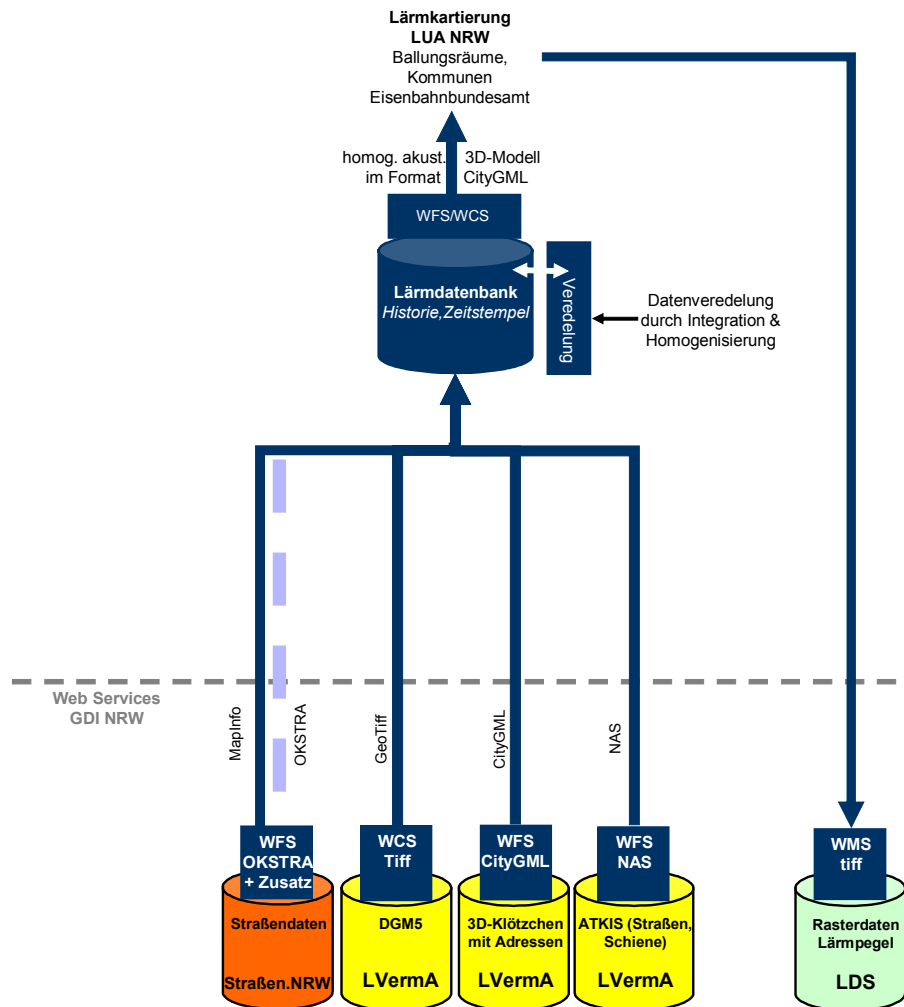 Lärmkartierung
LUA NRW
Ballungsräume,
Kommunen
Eisenbahnbundesamt
homog. akust. 3D-Modell
im Format CityGML
WFS/WCS
Lärmdatenbank
Historie,Zeitstempel
Veredelung
Datenveredelung
durch Integration &
Homogenisierung
Web Services
GDI NRW
MapInfo
OKSTRA
GeoTiff
CityGML
NAS
WFS
OKSTRA
+ Zusatz
Straßendaten
Straßen.NRW
WCS
Tiff
DGM5
LVermA
WFS
CityGML
3D-Klötzchen
mit Adressen
LVermA
WFS
NAS
ATKIS (Straßen,
Schiene)
LVermA
WMS
tiff
Rasterdaten
Lärmpegel
LDS